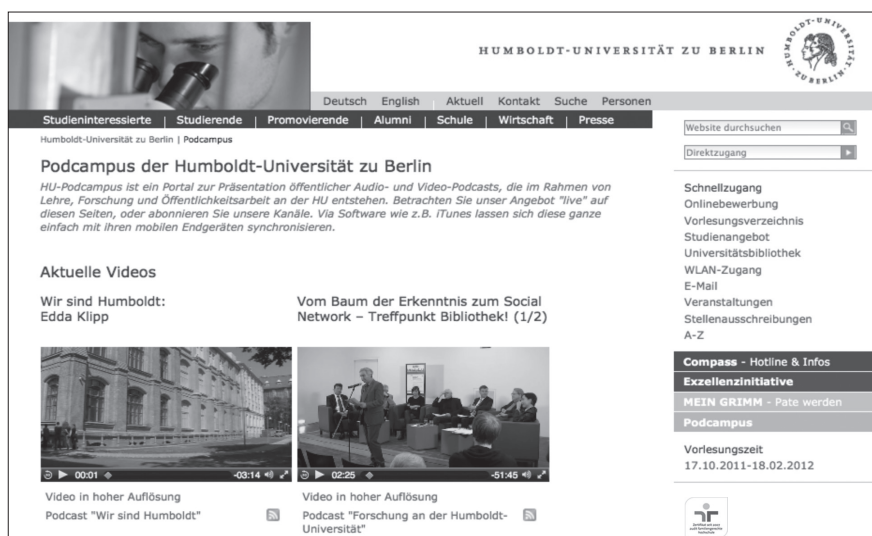 HUMBOLDT-UNIVERSITÄT ZU BERLIN
HUMBOLDT-UNIVERSITÄT · ZU BERLIN ·
Deutsch English Aktuell Kontakt Suche Personen
Studieninteressierte | Studierende | Promovierende | Alumni | Schule | Wirtschaft | Presse
Humboldt-Universität zu Berlin | Podcampus
Podcampus der Humboldt-Universität zu Berlin
HU-Podcampus ist ein Portal zur Präsentation öffentlicher Audio- und Video-Podcasts, die im Rahmen von
Lehre, Forschung und Öffentlichkeitsarbeit an der HU entstehen. Betrachten Sie unser Angebot "live" auf
diesen Seiten, oder abonnieren Sie unsere Kanäle. Via Software wie z.B. iTunes lassen sich diese ganze
einfach mit ihren mobilen Endgeräten synchronisieren.
Aktuelle Videos
Wir sind Humboldt:
Edda Klipp
00:01 -03:14
Video in hoher Auflösung
Podcast "Wir sind Humboldt"
Vom Baum der Erkenntnis zum Social
Network – Treffpunkt Bibliothek! (1/2)
02:25 -51:45
Video in hoher Auflösung
Podcast "Forschung an der Humboldt-
Universität"
Website durchsuchen
Direktzugang
Schnellzugang
Onlinebewerbung
Vorlesungsverzeichnis
Studienangebot
Universitätsbibliothek
WLAN-Zugang
E-Mail
Veranstaltungen
Stellenausschreibungen
A-Z
Compass - Hotline & Infos
Exzellenzinitiative
MEIN GRIMM - Pate werden
Podcampus
Vorlesungszeit
17.10.2011-18.02.2012